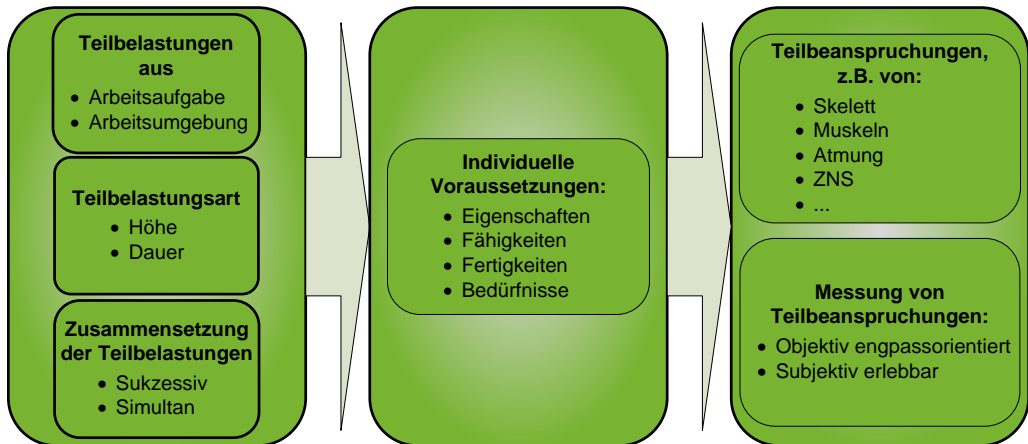 Teilbelastungen
aus
• Arbeitsaufgabe
• Arbeitsumgebung
Teilbelastungsart
• Höhe
• Dauer
Zusammensetzung
der Teilbelastungen
• Sukzessiv
• Simultan
Individuelle
Voraussetzungen:
• Eigenschaften
• Fähigkeiten
• Fertigkeiten
• Bedürfnisse
Teilbeanspruchungen,
z.B. von:
• Skelett
• Muskeln
• Atmung
• ZNS
• ...
Messung von
Teilbeanspruchungen:
• Objektiv engpassorientiert
• Subjektiv erlebbar